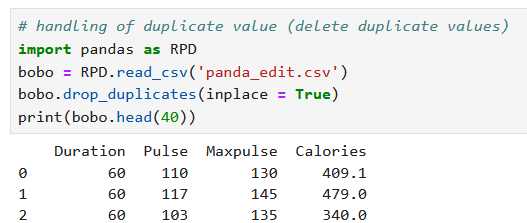 # handling of duplicate value (delete duplicate values)
import pandas as RPD
bobo = RPD.read_csv('panda_edit.csv')
bobo.drop_duplicates(inplace = True)
print(bobo.head(40))
Duration Pulse Maxpulse Calories
0 60 110 130 409.1
1 60 117 145 479.0
2 60 103 135 340.0